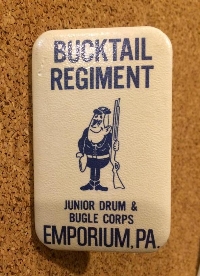 BUCKTAIL
REGIMENT
JUNIOR DRUM &
BUGLE CORPS
EMPORIUM, PA.